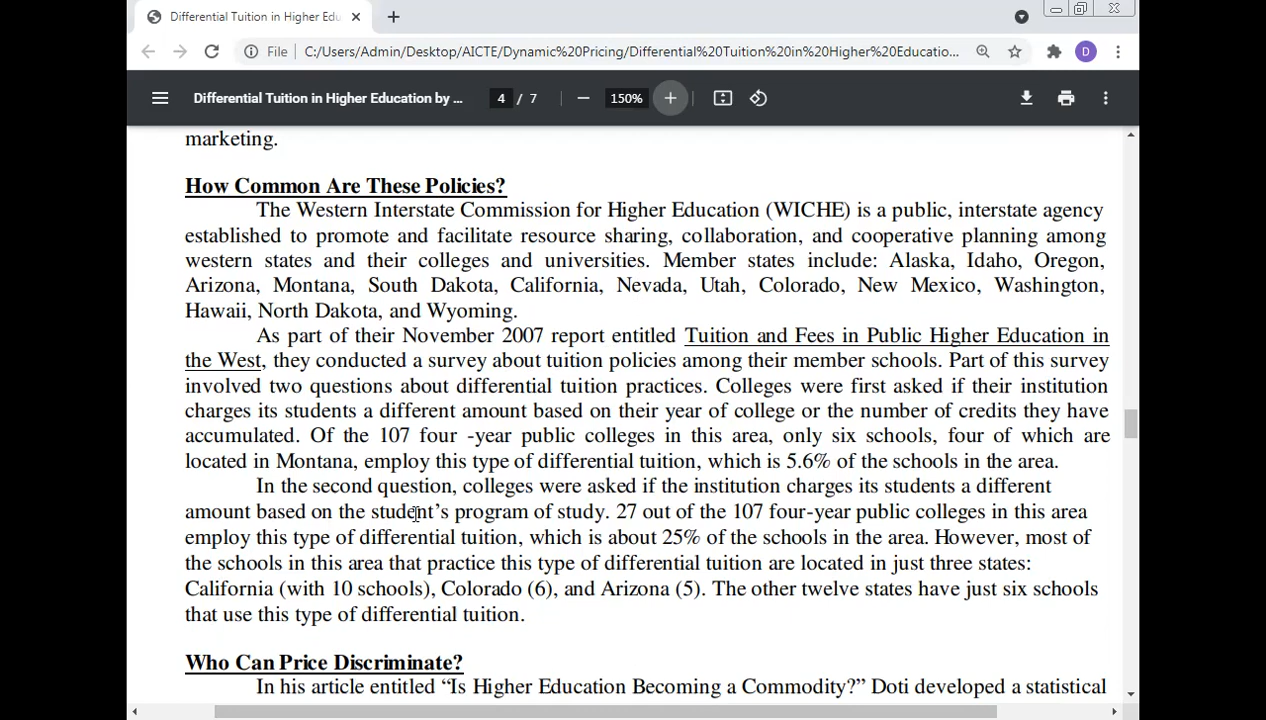 Differential Tuition in Higher Edu
File C:/Users/Admin/Desktop/AICTE/Dynamic%20Pricing/Differential%20Tuition%20in%20Higher%20Educatio...
D
Differential Tuition in Higher Education by ...
4 / 7
150%
marketing.
How Common Are These Policies?
The Western Interstate Commission for Higher Education (WICHE) is a public, interstate agency
established to promote and facilitate resource sharing, collaboration, and cooperative planning among
western states and their colleges and universities. Member states include: Alaska, Idaho, Oregon,
Arizona, Montana, South Dakota, California, Nevada, Utah, Colorado, New Mexico, Washington,
Hawaii, North Dakota, and Wyoming.
As part of their November 2007 report entitled Tuition and Fees in Public Higher Education in
the West, they conducted a survey about tuition policies among their member schools. Part of this survey
involved two questions about differential tuition practices. Colleges were first asked if their institution
charges its students a different amount based on their year of college or the number of credits they have
accumulated. Of the 107 four -year public colleges in this area, only six schools, four of which are
located in Montana, employ this type of differential tuition, which is 5.6% of the schools in the area.
In the second question, colleges were asked if the institution charges its students a different
amount based on the student’s program of study. 27 out of the 107 four-year public colleges in this area
employ this type of differential tuition, which is about 25% of the schools in the area. However, most of
the schools in this area that practice this type of differential tuition are located in just three states:
California (with 10 schools), Colorado (6), and Arizona (5). The other twelve states have just six schools
that use this type of differential tuition.
Who Can Price Discriminate?
In his article entitled “Is Higher Education Becoming a Commodity?” Doti developed a statistical